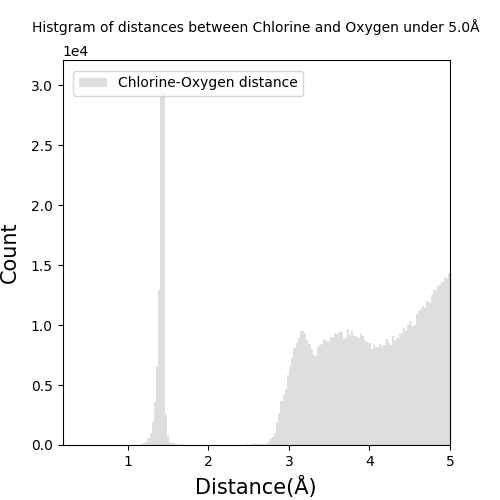 Histgram of distances between Chlorine and Oxygen under 5.0Å
1e4
Chlorine-Oxygen distance
3.0
2.5
2.0
1.5
1.0
0.5
0.0
Count
1 2 3 4 5
Distance(Å)